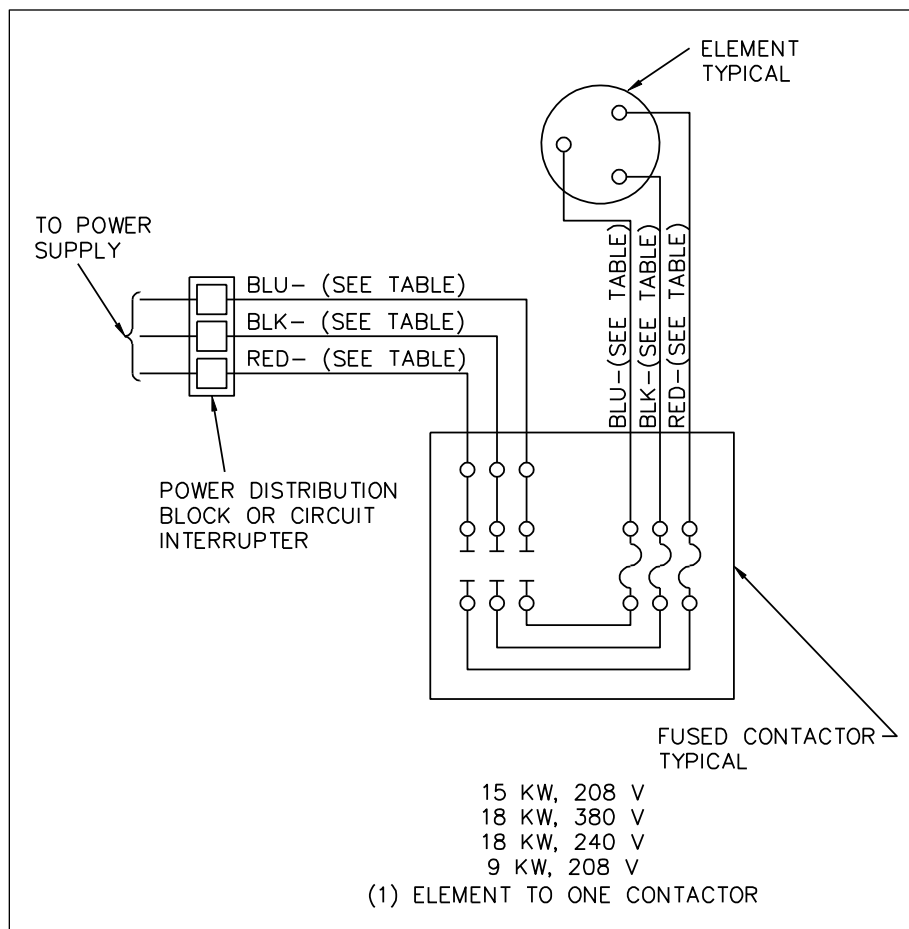 ELEMENT
TYPICAL
TO POWER
SUPPLY
BLU- (SEE TABLE)
BLK- (SEE TABLE)
RED- (SEE TABLE)
BLU-(SEE TABLE)
BLK-(SEE TABLE)
RED-(SEE TABLE)
POWER DISTRIBUTION
BLOCK OR CIRCUIT
INTERRUPTER
FUSED CONTACTOR
TYPICAL
15 KW, 208 V
18 KW, 380 V
18 KW, 240 V
9 KW, 208 V
(1) ELEMENT TO ONE CONTACTOR